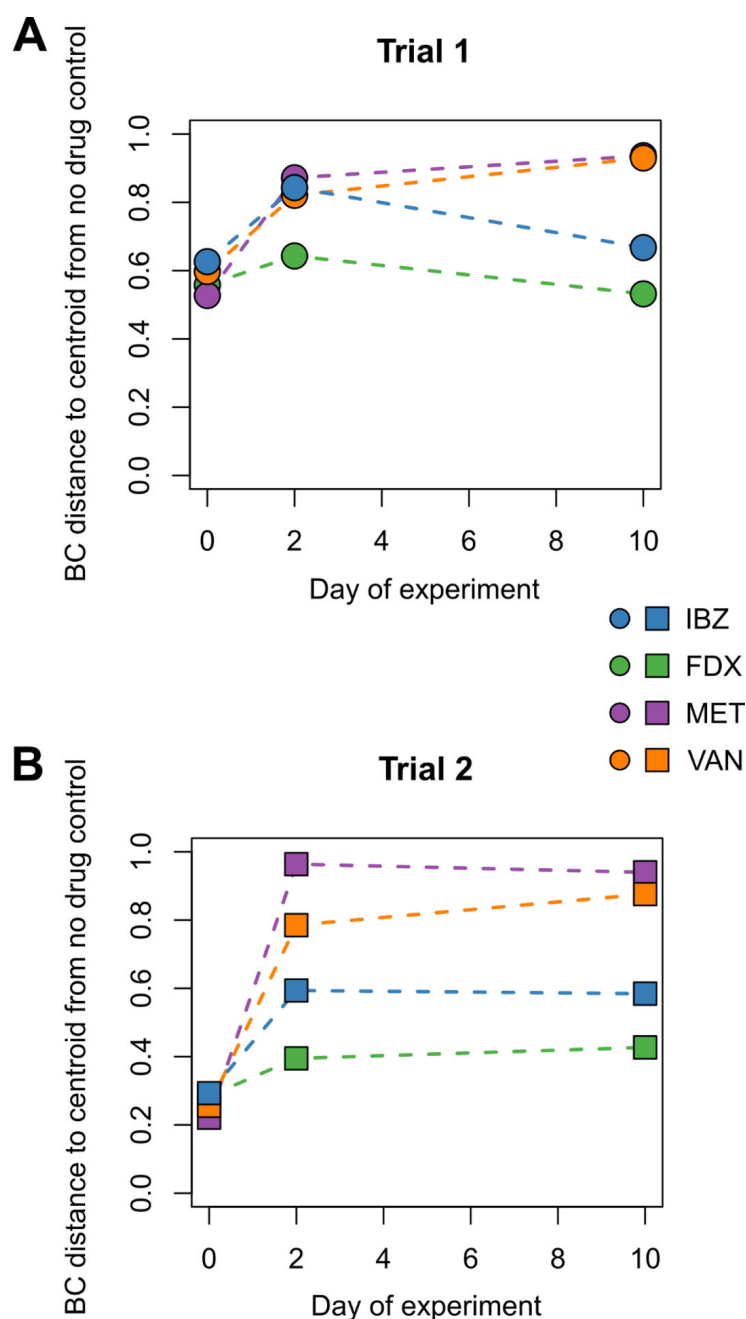 A
Trial 1
BC distance to centroid from no drug control
1.0
0.8
0.6
0.4
0.2
0.0
0 2 4 6 8 10
Day of experiment
IBZ
FDX
MET
VAN
B
Trial 2
BC distance to centroid from no drug control
1.0
0.8
0.6
0.4
0.2
0.0
0 2 4 6 8 10
Day of experiment